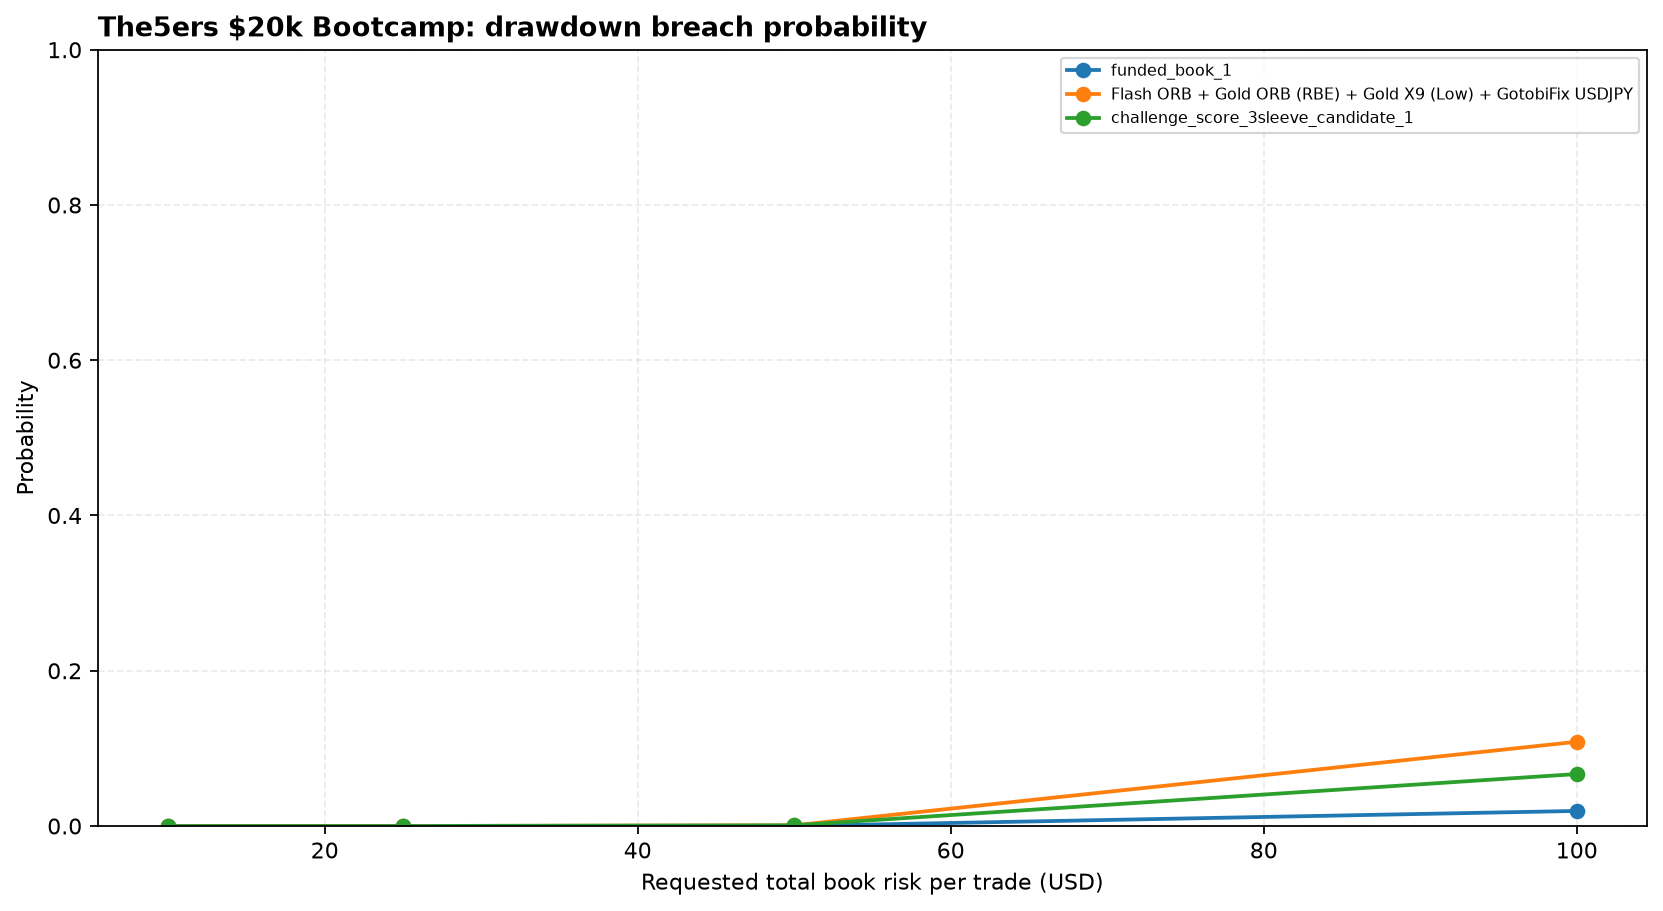 The5ers $20k Bootcamp: drawdown breach probability
1.0
0.8
0.6
0.4
0.2
0.0
Probability
funded_book_1
Flash ORB + Gold ORB (RBE) + Gold X9 (Low) + GotobiFix USDJPY
challenge_score_3sleeve_candidate_1
20 40 60 80 100
Requested total book risk per trade (USD)